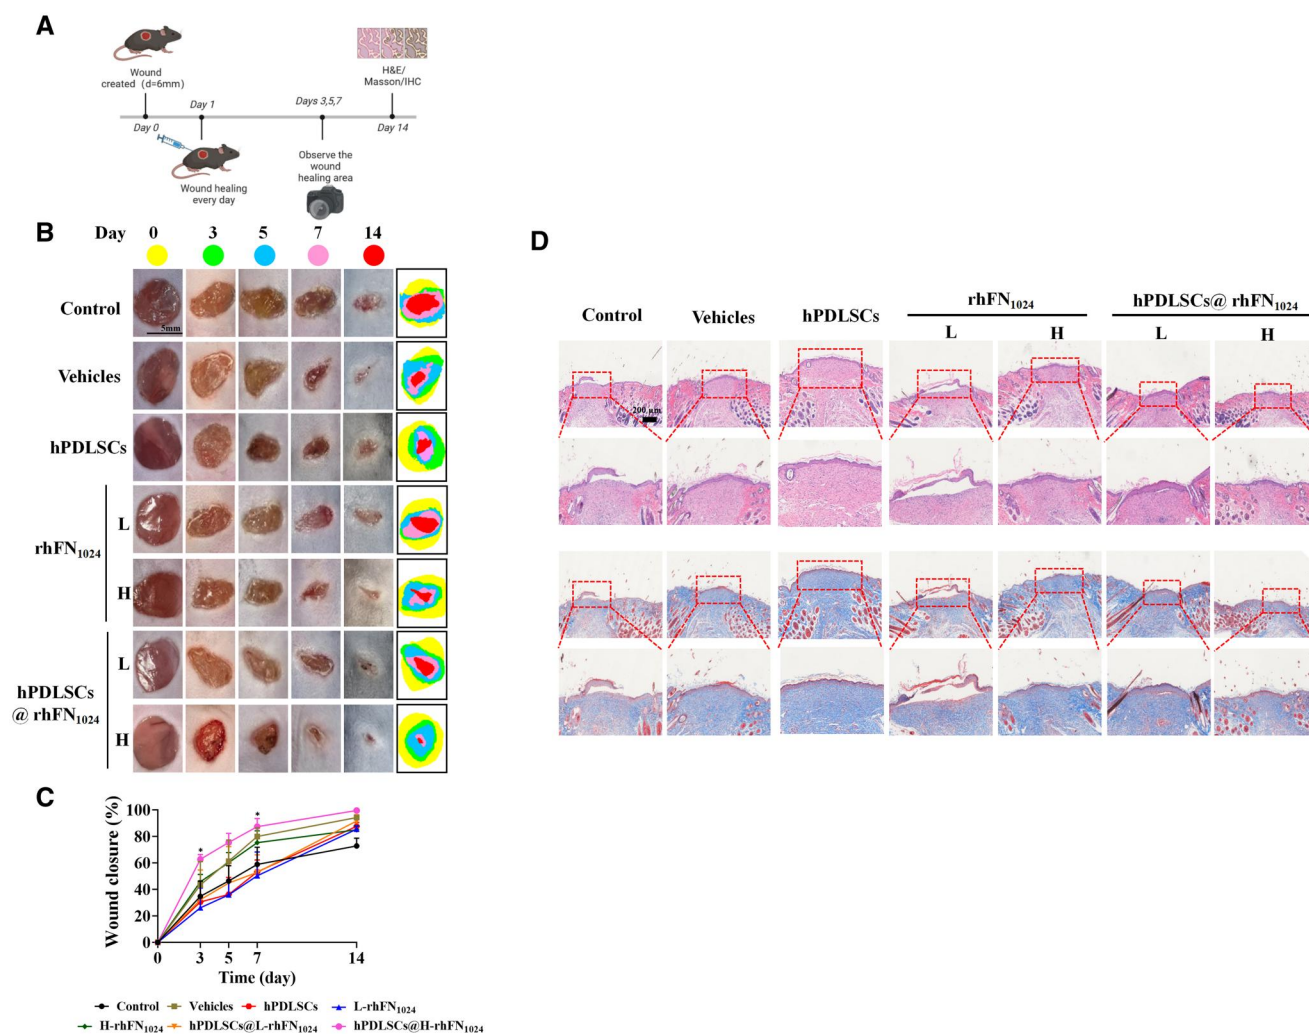 A
Wound
created (d=6mm)
H&E/
Masson/IHC
Day 1
Days 3,5,7
Day 0
Day 14
Wound healing
every day
Observe the
wound
healing area
B
Day 0 3 5 7 14
Control
5mm
Vehicles
hPDLSCs
L
rhFN1024
H
L
hPDLSCs
@ rhFN1024
H
C
Wound closure (%)
100
80
60
40
20
0
* *
0 3 5 7 14
Time (day)
Control Vehicles hPDLSCs L-rhFN1024
H-rhFN1024 hPDLSCs@L-rhFN1024 hPDLSCs@H-rhFN1024
D
Control Vehicles hPDLSCs rhFN1024 hPDLSCs@ rhFN1024
L H L H
200 μm